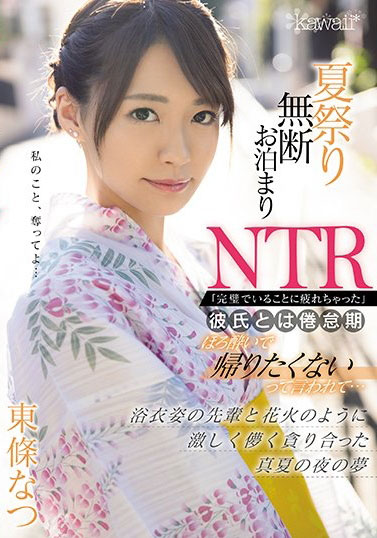 kawaii*
夏祭り
無断
お泊まり
私のこと、奪ってよ…
NTR
「完璧でいることに疲れちゃった」
彼氏とは倦怠期
ほろ酔いで
帰りたくない
って言われて…
浴衣姿の先輩と花火のように
激しく儚く貪り合った
真夏の夜の夢
東條なつ